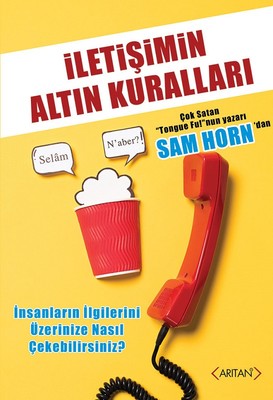 İLETİŞİMİN
ALTIN KURALLARI
Çok Satan
"Tongue Fu!"nun yazarı
SAM HORN'dan
Selâm
N'aber?
İnsanların İlgilerini
Üzerinize Nasıl
Çekebilirsiniz?
ARITAN